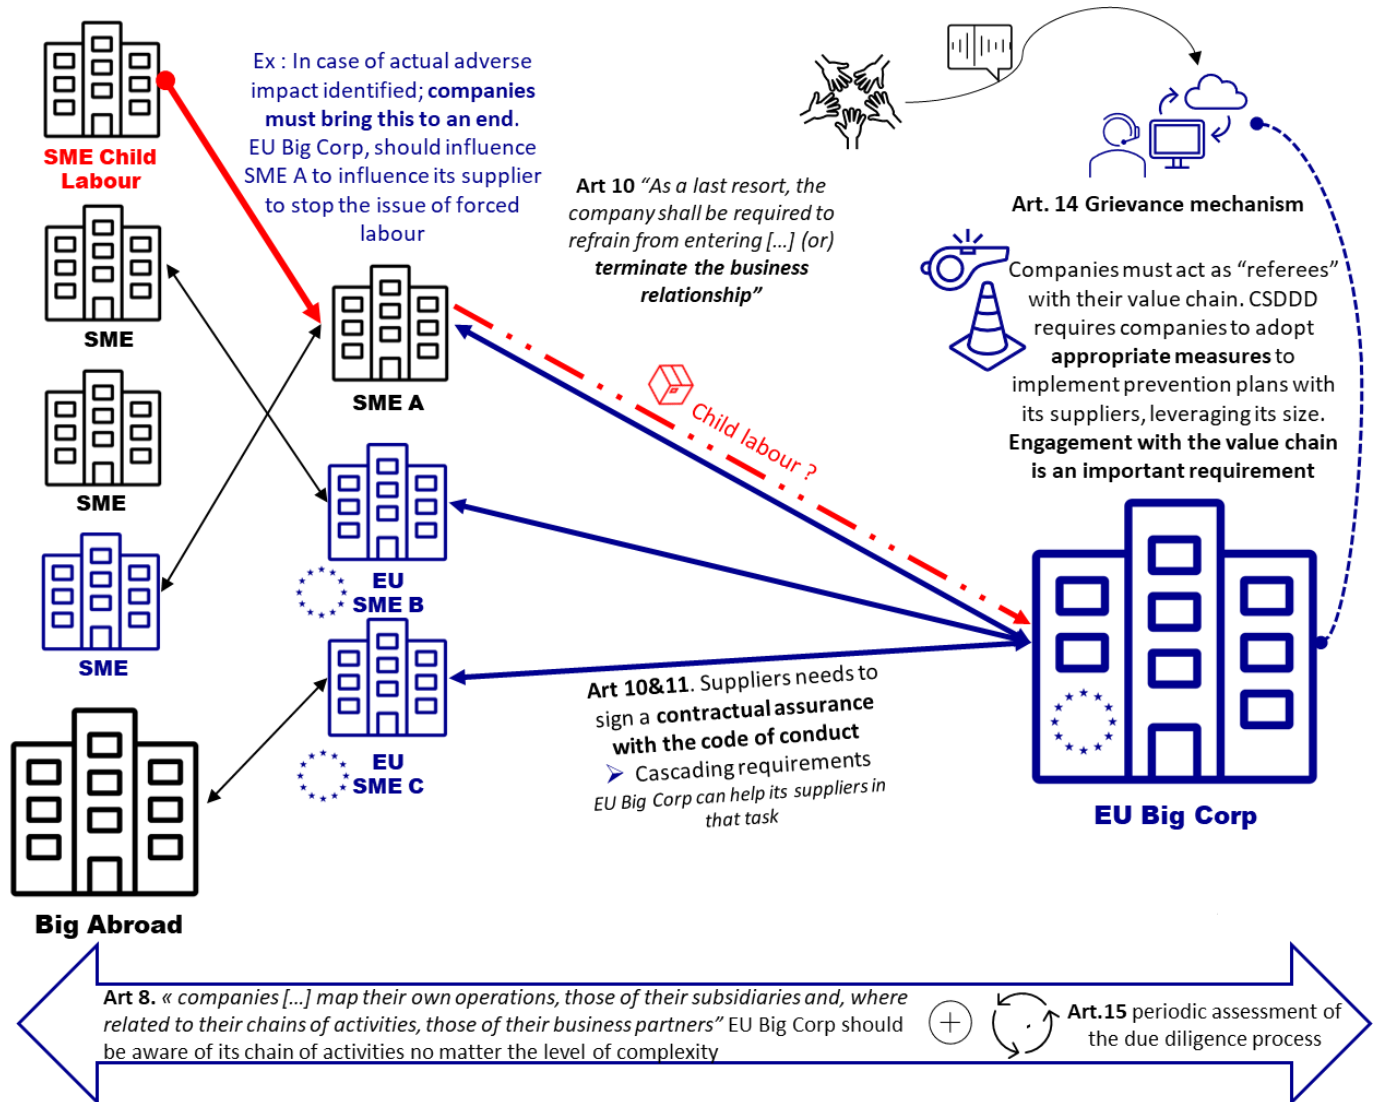 Ex : In case of actual adverse
impact identified; companies
must bring this to an end.
EU Big Corp, should influence
SME A to influence its supplier
to stop the issue of forced
labour
SME Child
Labour
SME
SME
SME
Big Abroad
SME A
EU
SME B
EU
SME C
Art 10 “As a last resort, the
company shall be required to
refrain from entering [...] (or)
terminate the business
relationship”
Child labour ?
Art 10&11. Suppliers needs to
sign a contractual assurance
with the code of conduct
➢ Cascading requirements
EU Big Corp can help its suppliers in
that task
Art. 14 Grievance mechanism
Companies must act as “referees”
with their value chain. CSDDD
requires companies to adopt
appropriate measures to
implement prevention plans with
its suppliers, leveraging its size.
Engagement with the value chain
is an important requirement
EU Big Corp
Art 8. « companies [...] map their own operations, those of their subsidiaries and, where
related to their chains of activities, those of their business partners” EU Big Corp should
be aware of its chain of activities no matter the level of complexity
+
Art.15 periodic assessment of
the due diligence process